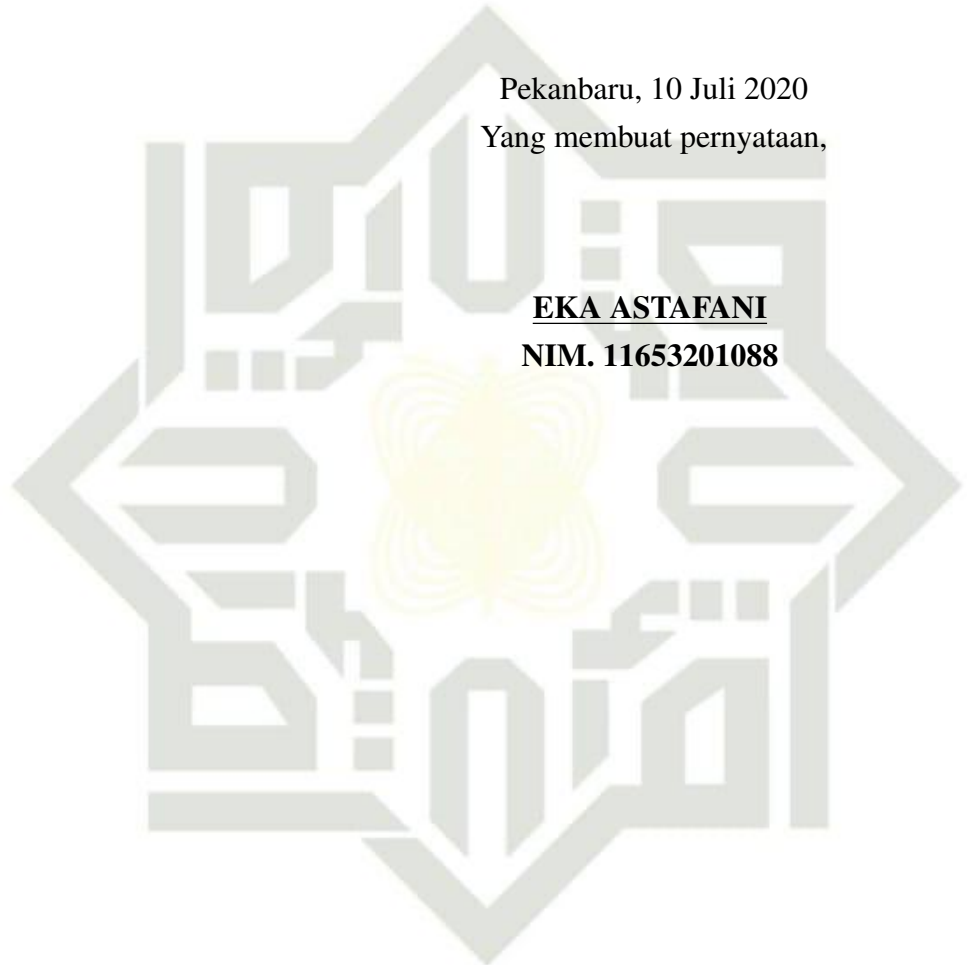 Pekanbaru, 10 Juli 2020
Yang membuat pernyataan,
EKA ASTAFANI
NIM. 11653201088